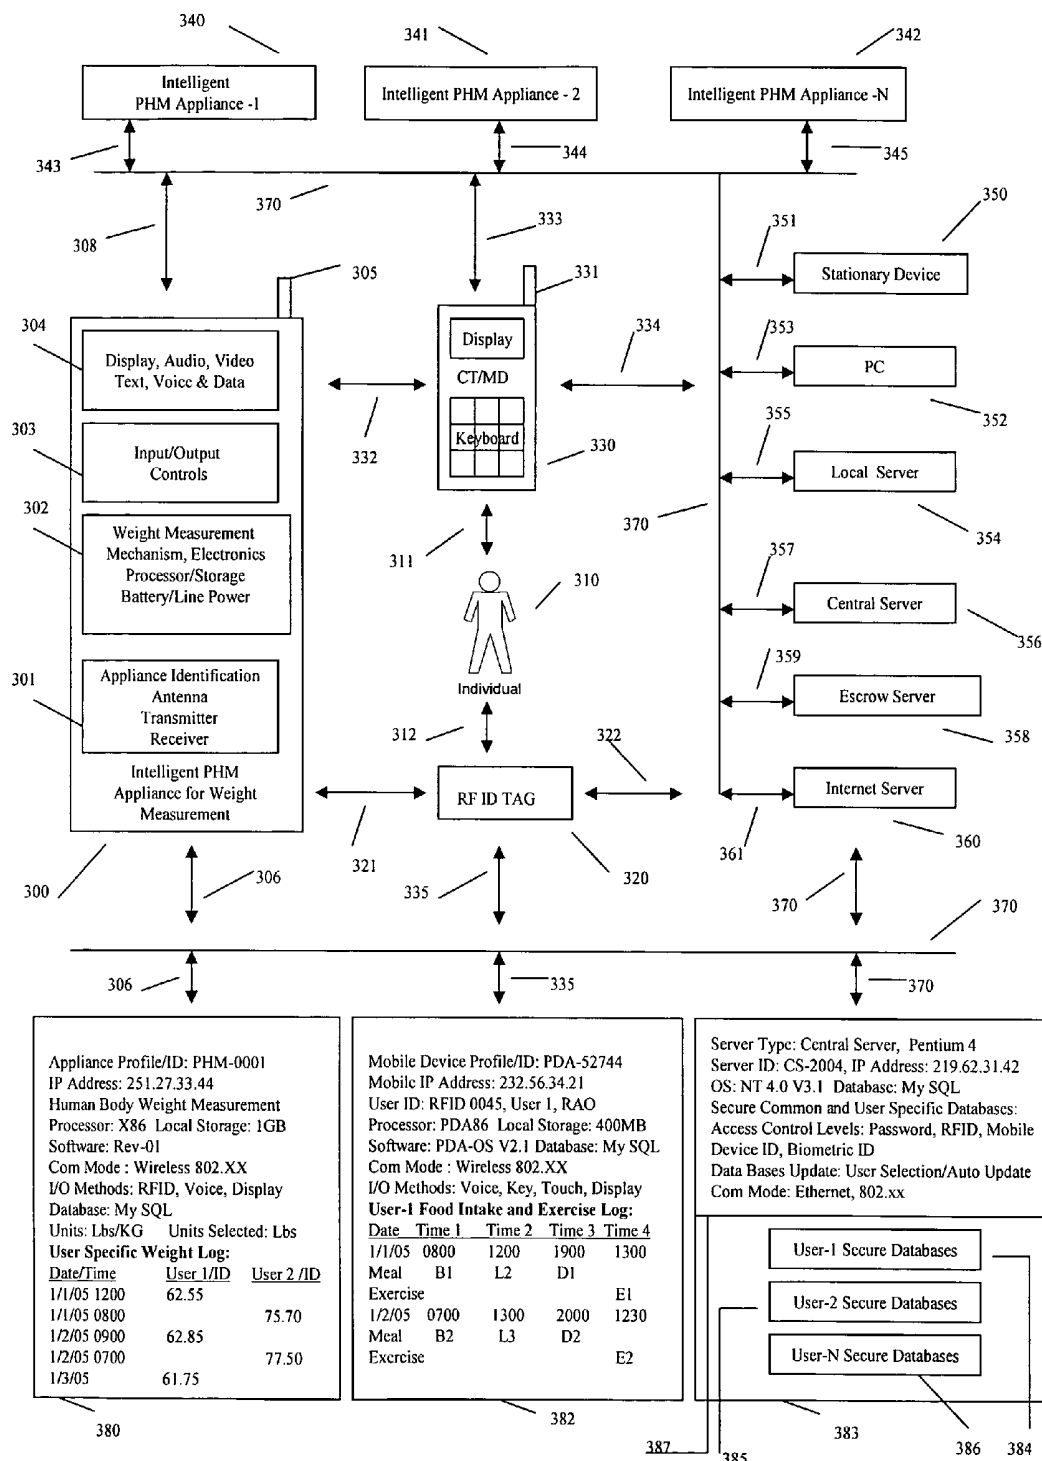 340
341
342
Intelligent
PHM Appliance -1
Intelligent PHM Appliance - 2
Intelligent PHM Appliance -N
343
344
345
370
308
333
350
351
305
331
Stationary Device
304
Display, Audio, Video
Text, Voice & Data
Display
CT/MD
Keyboard
334
353
PC
352
332
303
Input/Output
Controls
330
355
Local Server
354
302
Weight Measurement
Mechanism, Electronics
Processor/Storage
Battery/Line Power
370
311
310
357
Central Server
356
Individual
301
Appliance Identification
Antenna
Transmitter
Receiver
359
Escrow Server
358
312
322
Intelligent PHM
Appliance for Weight
Measurement
RF ID TAG
Internet Server
321
320
361
360
300
306
335
370
370
306
335
370
Appliance Profile/ID: PHM-0001
IP Address: 251.27.33.44
Human Body Weight Measurement
Processor: X86 Local Storage: 1GB
Software: Rev-01
Com Mode : Wireless 802.XX
I/O Methods: RFID, Voice, Display
Database: My SQL
Units: Lbs/KG Units Selected: Lbs
User Specific Weight Log:
Date/Time User 1/ID User 2 /ID
1/1/05 1200 62.55
1/1/05 0800 75.70
1/2/05 0900 62.85
1/2/05 0700 77.50
1/3/05 61.75
380
Mobile Device Profile/ID: PDA-52744
Mobile IP Address: 232.56.34.21
User ID: RFID 0045, User 1, RAO
Processor: PDA86 Local Storage: 400MB
Software: PDA-OS V2.1 Database: My SQL
Com Mode : Wireless 802.XX
I/O Methods: Voice, Key, Touch, Display
User-1 Food Intake and Exercise Log:
Date Time 1 Time 2 Time 3 Time 4
1/1/05 0800 1200 1900 1300
Meal B1 L2 D1
Exercise E1
1/2/05 0700 1300 2000 1230
Meal B2 L3 D2
Exercise E2
382
Server Type: Central Server, Pentium 4
Server ID: CS-2004, IP Address: 219.62.31.42
OS: NT 4.0 V3.1 Database: My SQL
Secure Common and User Specific Databases:
Access Control Levels: Password, RFID, Mobile
Device ID, Biometric ID
Data Bases Update: User Selection/Auto Update
Com Mode: Ethernet, 802.xx
User-1 Secure Databases
User-2 Secure Databases
User-N Secure Databases
383
387
385
386
384